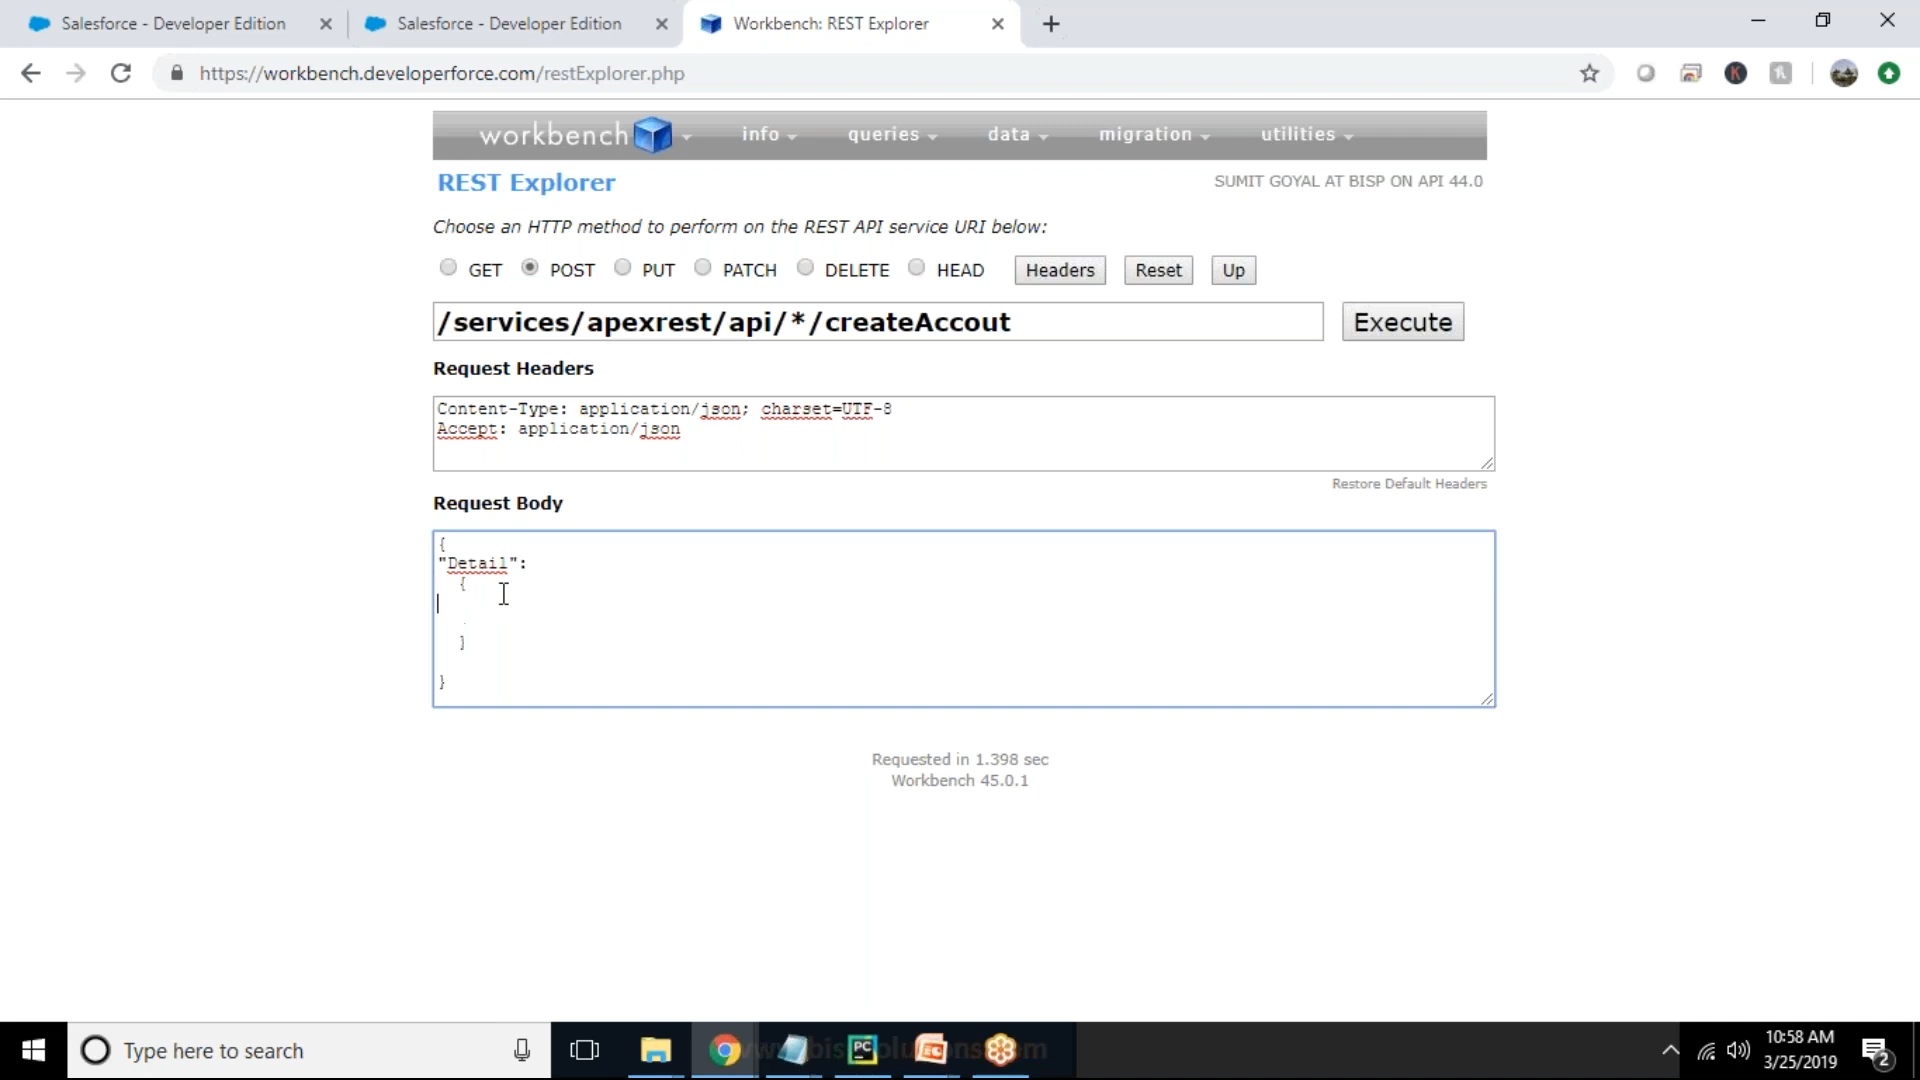 Salesforce - Developer Edition
Salesforce - Developer Edition
Workbench: REST Explorer
https://workbench.developerforce.com/restExplorer.php
workbench
info
queries
data
migration
utilities
REST Explorer
SUMIT GOYAL AT BISP ON API 44.0
Choose an HTTP method to perform on the REST API service URI below:
GET POST PUT PATCH DELETE HEAD Headers Reset Up
/services/apexrest/api/*/createAccout Execute
Request Headers
Content-Type: application/json; charset=UTF-8
Accept: application/json
Restore Default Headers
Request Body
{
"Detail":
{
]
}
Requested in 1.398 sec
Workbench 45.0.1
Type here to search
10:58 AM
3/25/2019
2